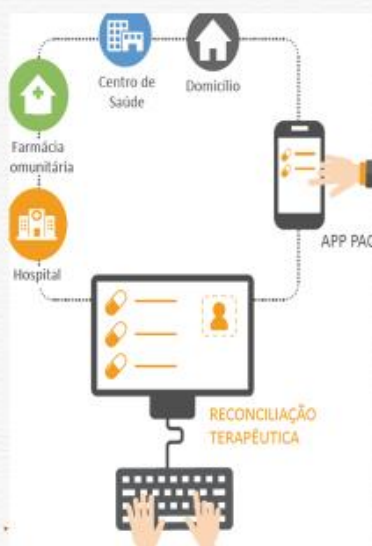 Centro de
Saúde
Domicílio
Farmácia
omunitária
APP PAC
Hospital
RECONCILIAÇÃO
TERAPÊUTICA